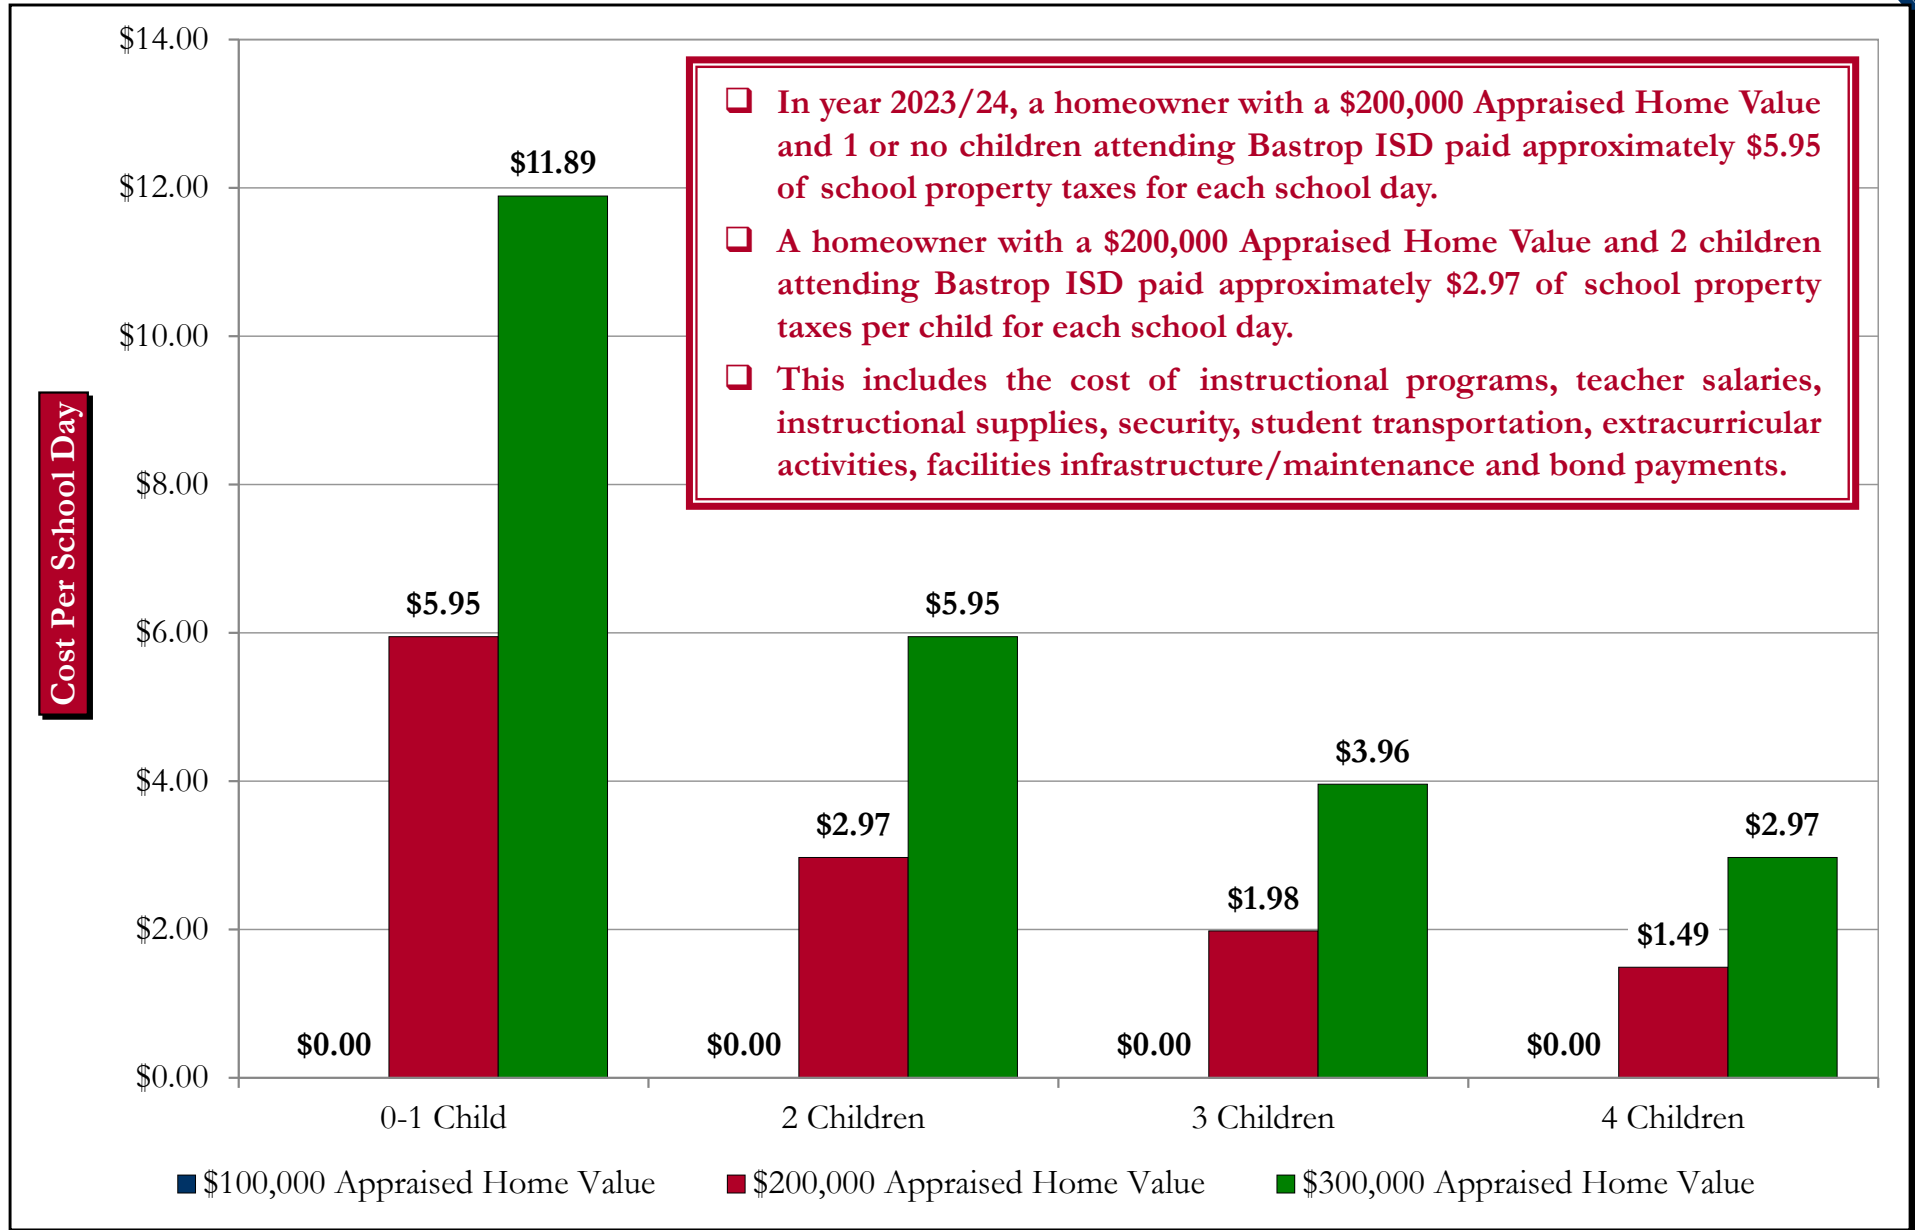 $14.00
$12.00
$10.00
$8.00
$6.00
$4.00
$2.00
$0.00
Cost Per School Day
❑ In year 2023/24, a homeowner with a $200,000 Appraised Home Value
and 1 or no children attending Bastrop ISD paid approximately $5.95
of school property taxes for each school day.
❑ A homeowner with a $200,000 Appraised Home Value and 2 children
attending Bastrop ISD paid approximately $2.97 of school property
taxes per child for each school day.
❑ This includes the cost of instructional programs, teacher salaries,
instructional supplies, security, student transportation, extracurricular
activities, facilities infrastructure/maintenance and bond payments.
$0.00
$5.95
$11.89
$0.00
$2.97
$5.95
$0.00
$1.98
$3.96
$0.00
$1.49
$2.97
0-1 Child
2 Children
3 Children
4 Children
$100,000 Appraised Home Value
$200,000 Appraised Home Value
$300,000 Appraised Home Value